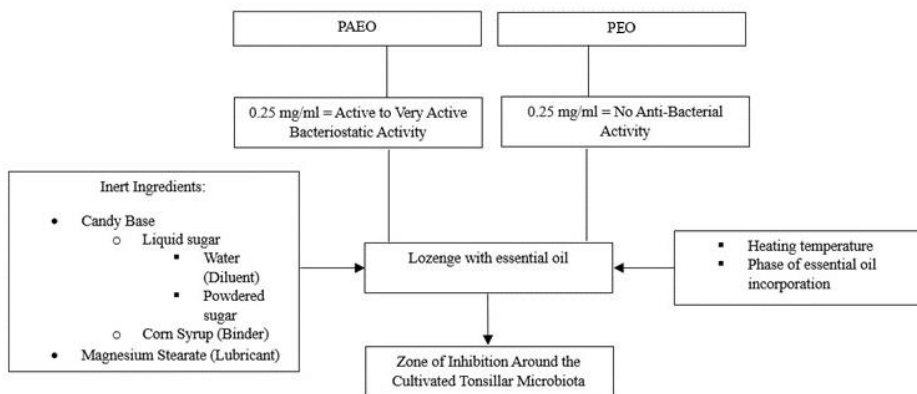 PAEO
PEO
0.25 mg/ml = Active to Very Active
Bacteriostatic Activity
0.25 mg/ml = No Anti-Bacterial
Activity
Inert Ingredients:
• Candy Base
○ Liquid sugar
▪ Water
(Diluent)
▪ Powdered
sugar
○ Corn Syrup (Binder)
• Magnesium Stearate (Lubricant)
Lozenge with essential oil
▪ Heating temperature
▪ Phase of essential oil
incorporation
Zone of Inhibition Around the
Cultivated Tonsillar Microbiota